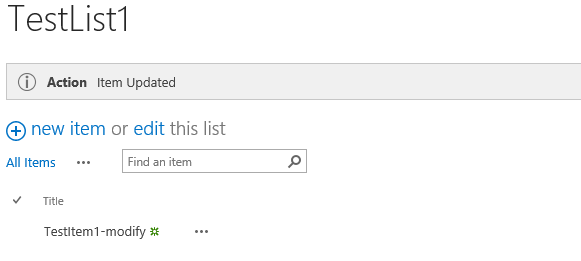 TestList1
Action Item Updated
new item or edit this list
All Items ••• Find an item
Title
TestItem1-modify •••